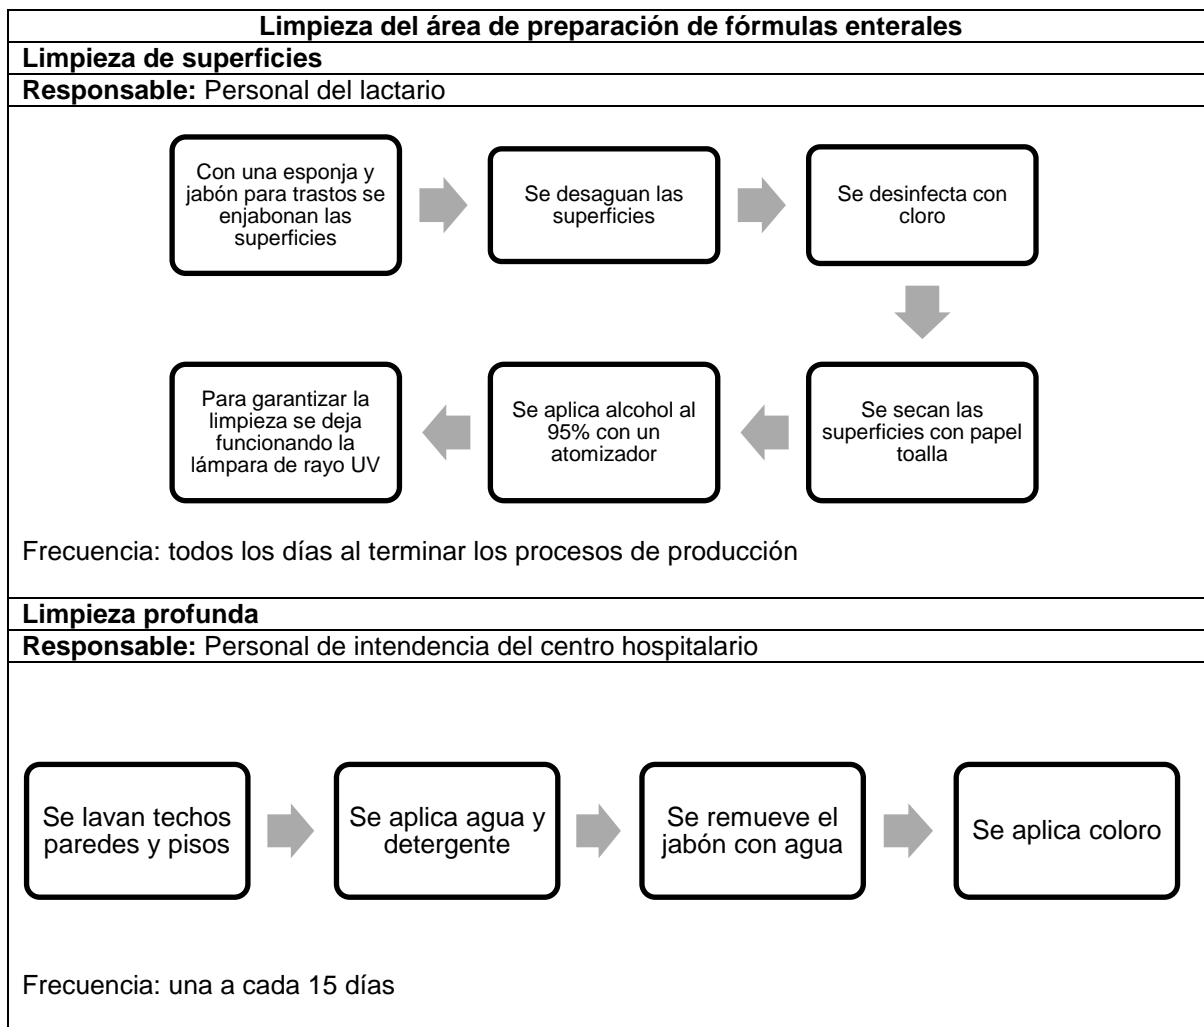 Limpieza del área de preparación de fórmulas enterales
Limpieza de superficies
Responsable: Personal del lactario
Con una esponja y
jabón para trastos se
enjabonan las
superficies
Se desaguan las
superficies
Se desinfecta con
cloro
Se secan las
superficies con papel
toalla
Se aplica alcohol al
95% con un
atomizador
Para garantizar la
limpieza se deja
funcionando la
lámpara de rayo UV
Frecuencia: todos los días al terminar los procesos de producción
Limpieza profunda
Responsable: Personal de intendencia del centro hospitalario
Se lavan techos
paredes y pisos
Se aplica agua y
detergente
Se remueve el
jabón con agua
Se aplica coloro
Frecuencia: una a cada 15 días